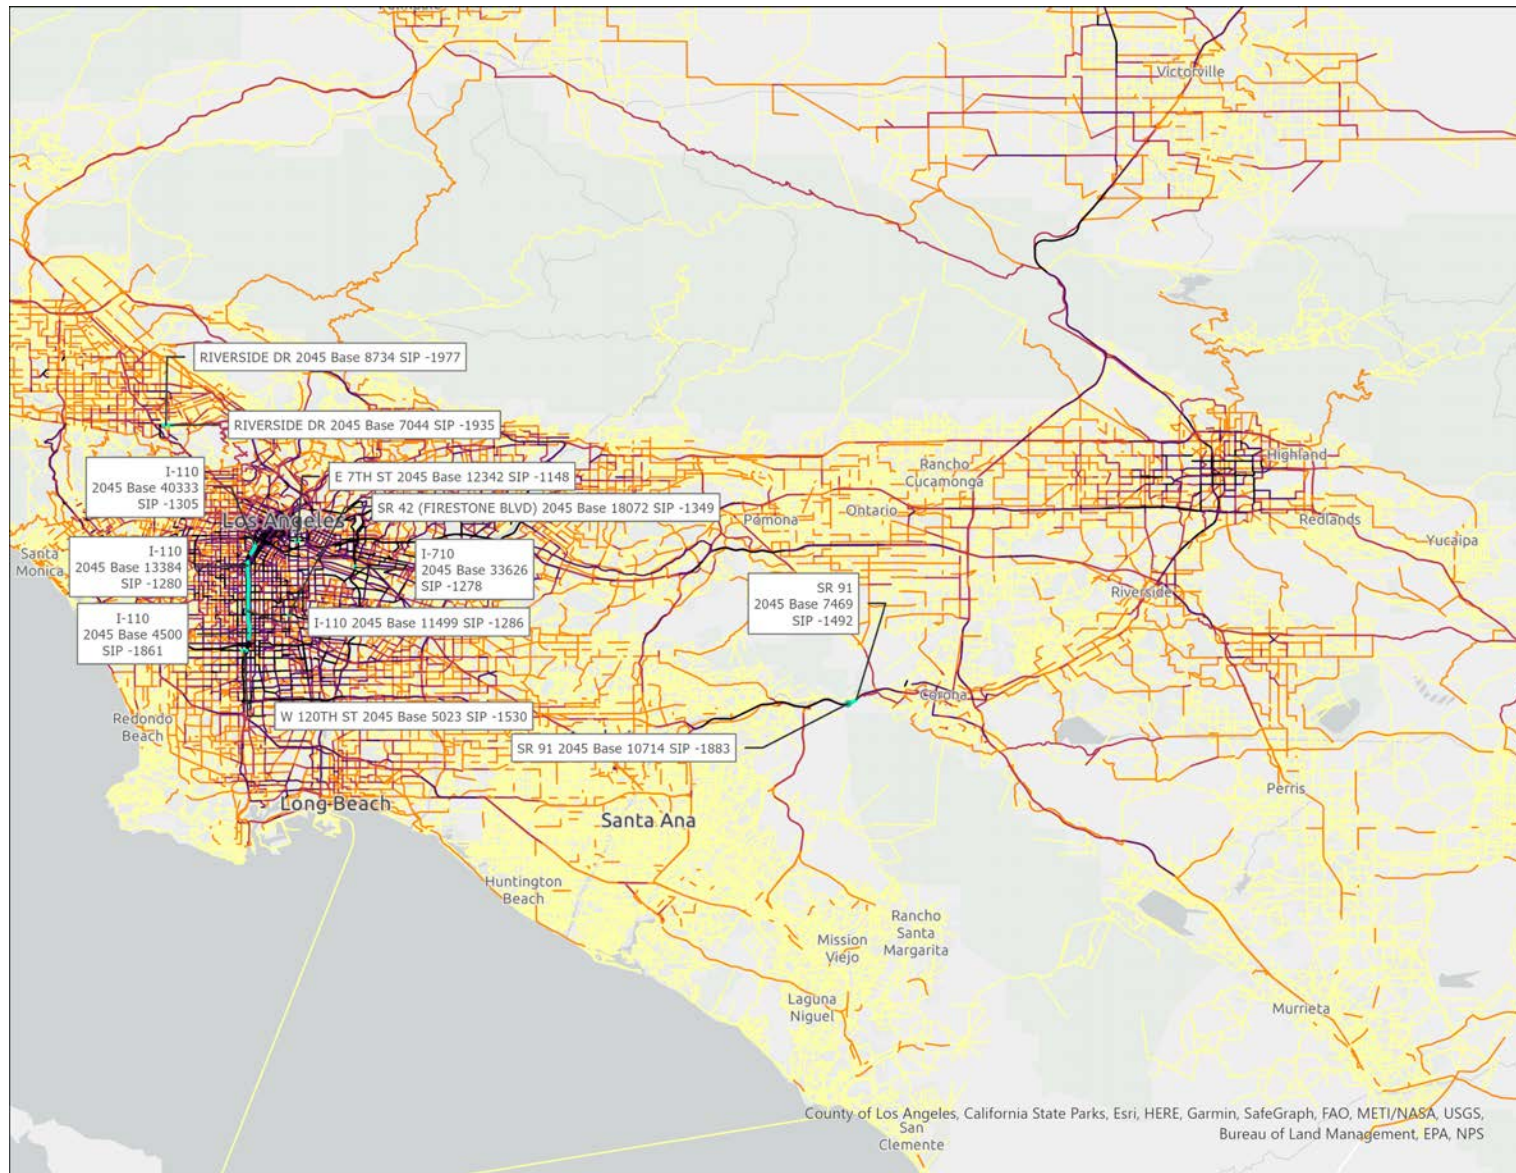 Victorville
RIVERSIDE DR 2045 Base 8734 SIP -1977
RIVERSIDE DR 2045 Base 7044 SIP -1935
I-110
2045 Base 40333
SIP -1305
E 7TH ST 2045 Base 12342 SIP -1148
SR 42 (FIRESTONE BLVD) 2045 Base 18072 SIP -1349
Los Angeles
Rancho
Cucamonga
Highland
Pomona
Ontario
Redlands
Yucaipa
Santa
Monica
I-110
2045 Base 13384
SIP -1280
I-710
2045 Base 33626
SIP -1278
SR 91
2045 Base 7469
SIP -1492
Riverside
I-110
2045 Base 4500
SIP -1861
I-110 2045 Base 11499 SIP -1286
Corona
Redondo
Beach
W 120TH ST 2045 Base 5023 SIP -1530
SR 91 2045 Base 10714 SIP -1883
Long Beach
Santa Ana
Perris
Huntington
Beach
Rancho
Santa
Margarita
Mission
Viejo
Laguna
Niguel
Murrieta
County of Los Angeles, California State Parks, Esri, HERE, Garmin, SafeGraph, FAO, METI/NASA, USGS,
Bureau of Land Management, EPA, NPS
San
Clemente